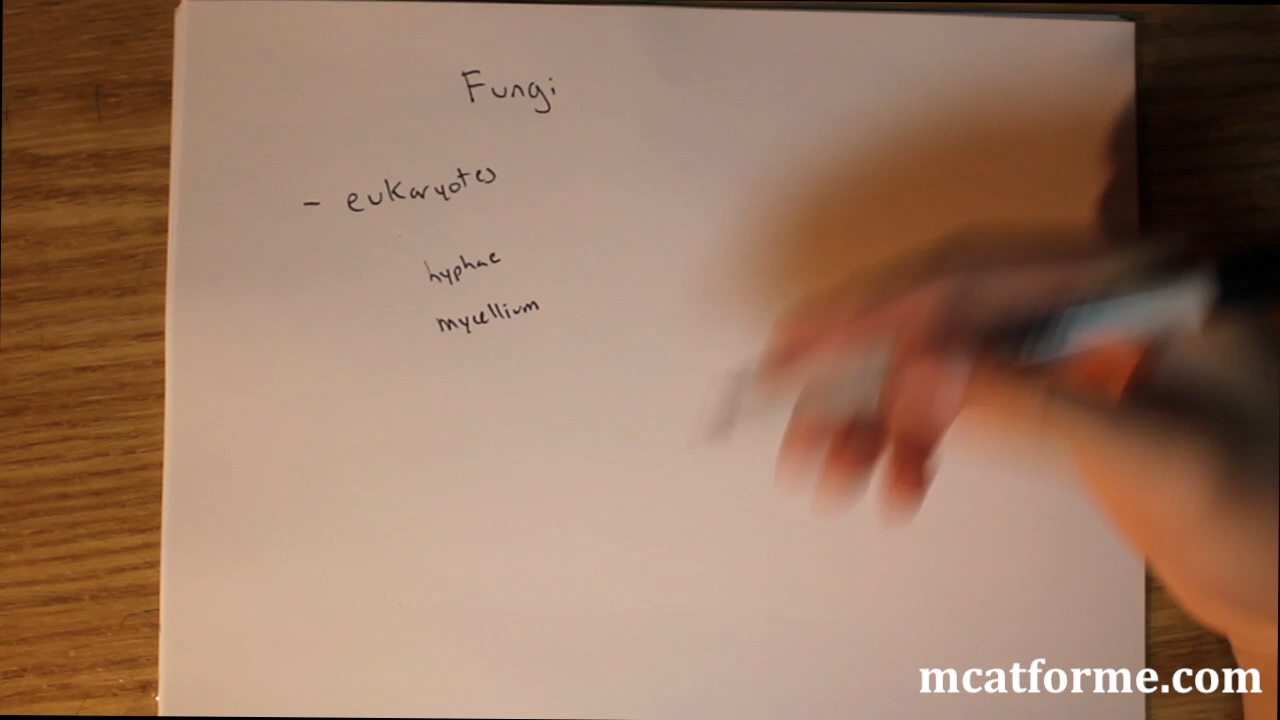 Fungi
- eukaryotes
hyphae
mycellium
mcatforme.com